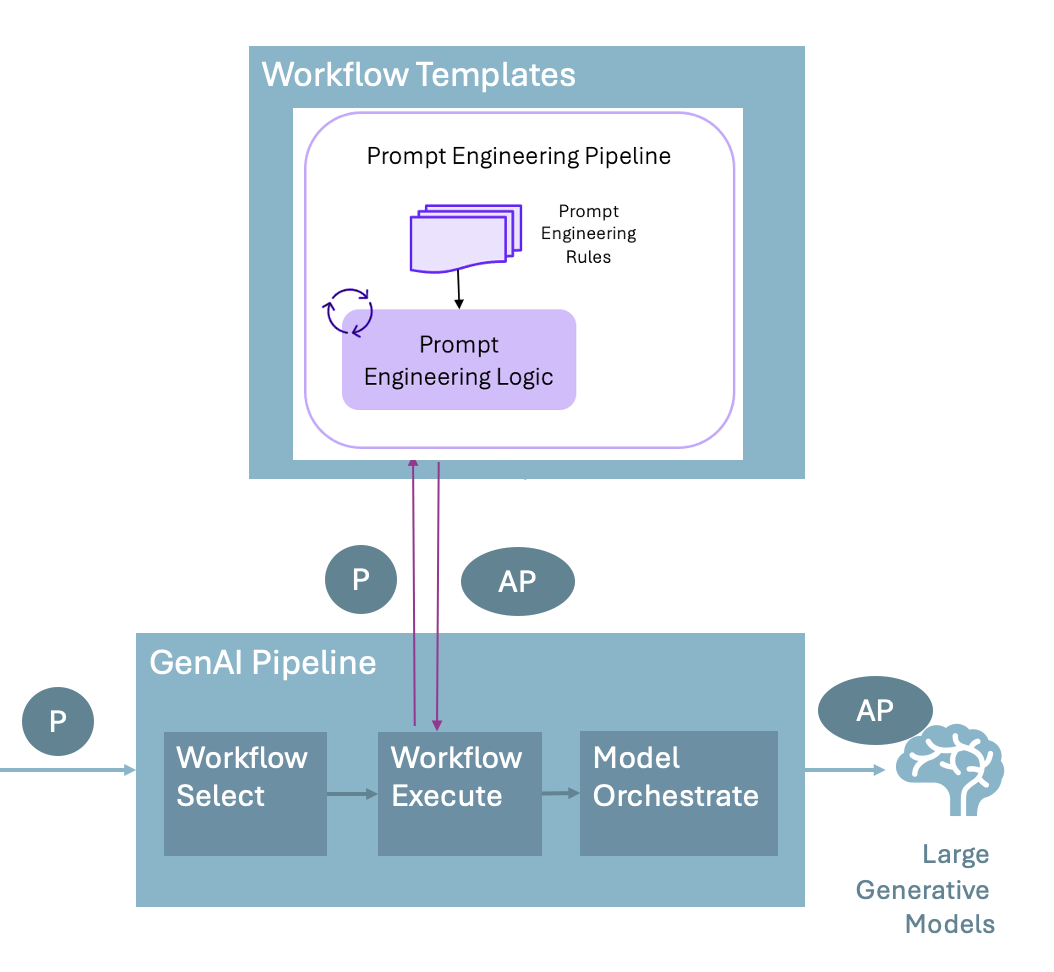 Workflow Templates
Prompt Engineering Pipeline
Prompt
Engineering
Rules
Prompt
Engineering Logic
P
AP
GenAI Pipeline
P
AP
Workflow
Select
Workflow
Execute
Model
Orchestrate
Large
Generative
Models